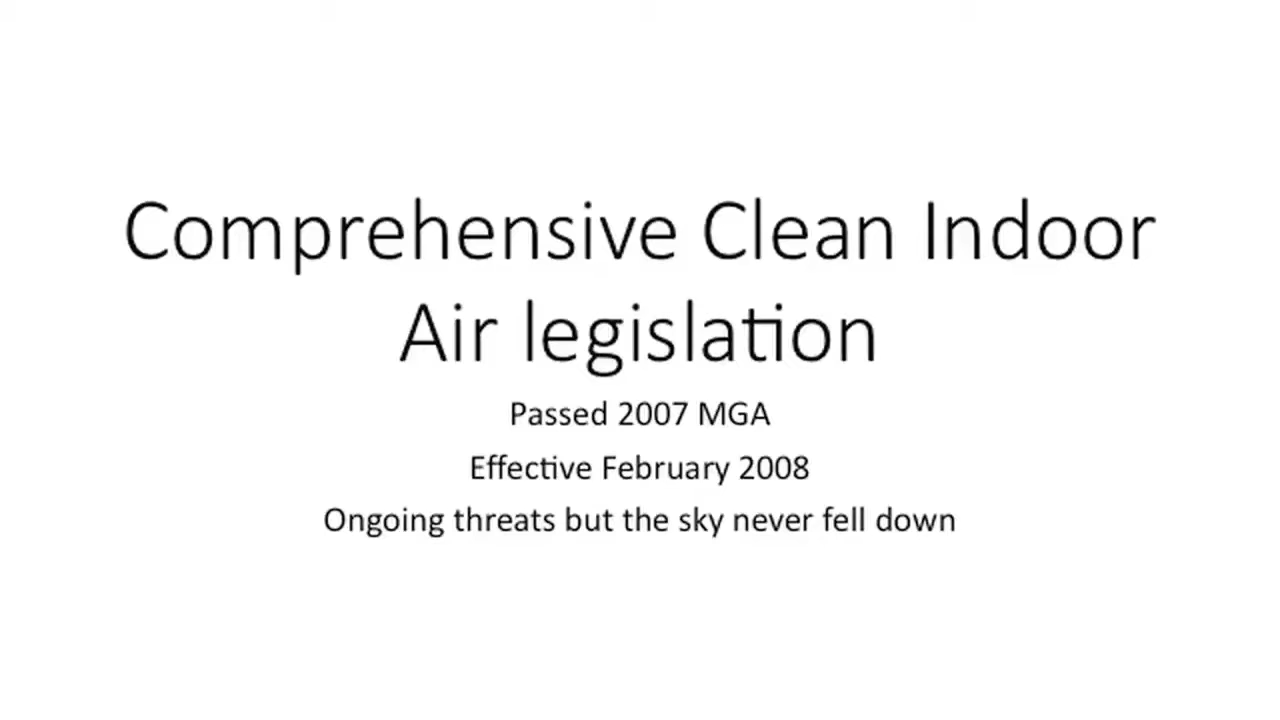 Comprehensive Clean Indoor
Air legislation
Passed 2007 MGA
Effective February 2008
Ongoing threats but the sky never fell down